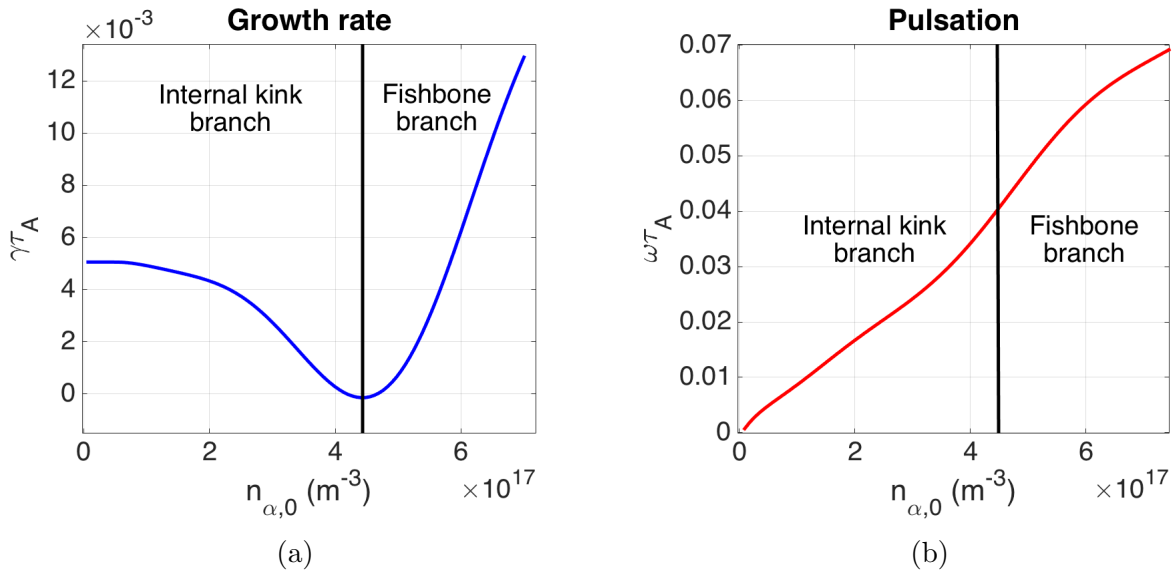 Growth rate
×10⁻³
12
10
8
6
4
2
0
γτ_A
Internal kink
branch
Fishbone
branch
0 2 4 6
×10¹⁷
n_α,0 (m⁻³)
(a)
Pulsation
0.07
0.06
0.05
0.04
0.03
0.02
0.01
0
ωτ_A
Internal kink
branch
Fishbone
branch
0 2 4 6
×10¹⁷
n_α,0 (m⁻³)
(b)